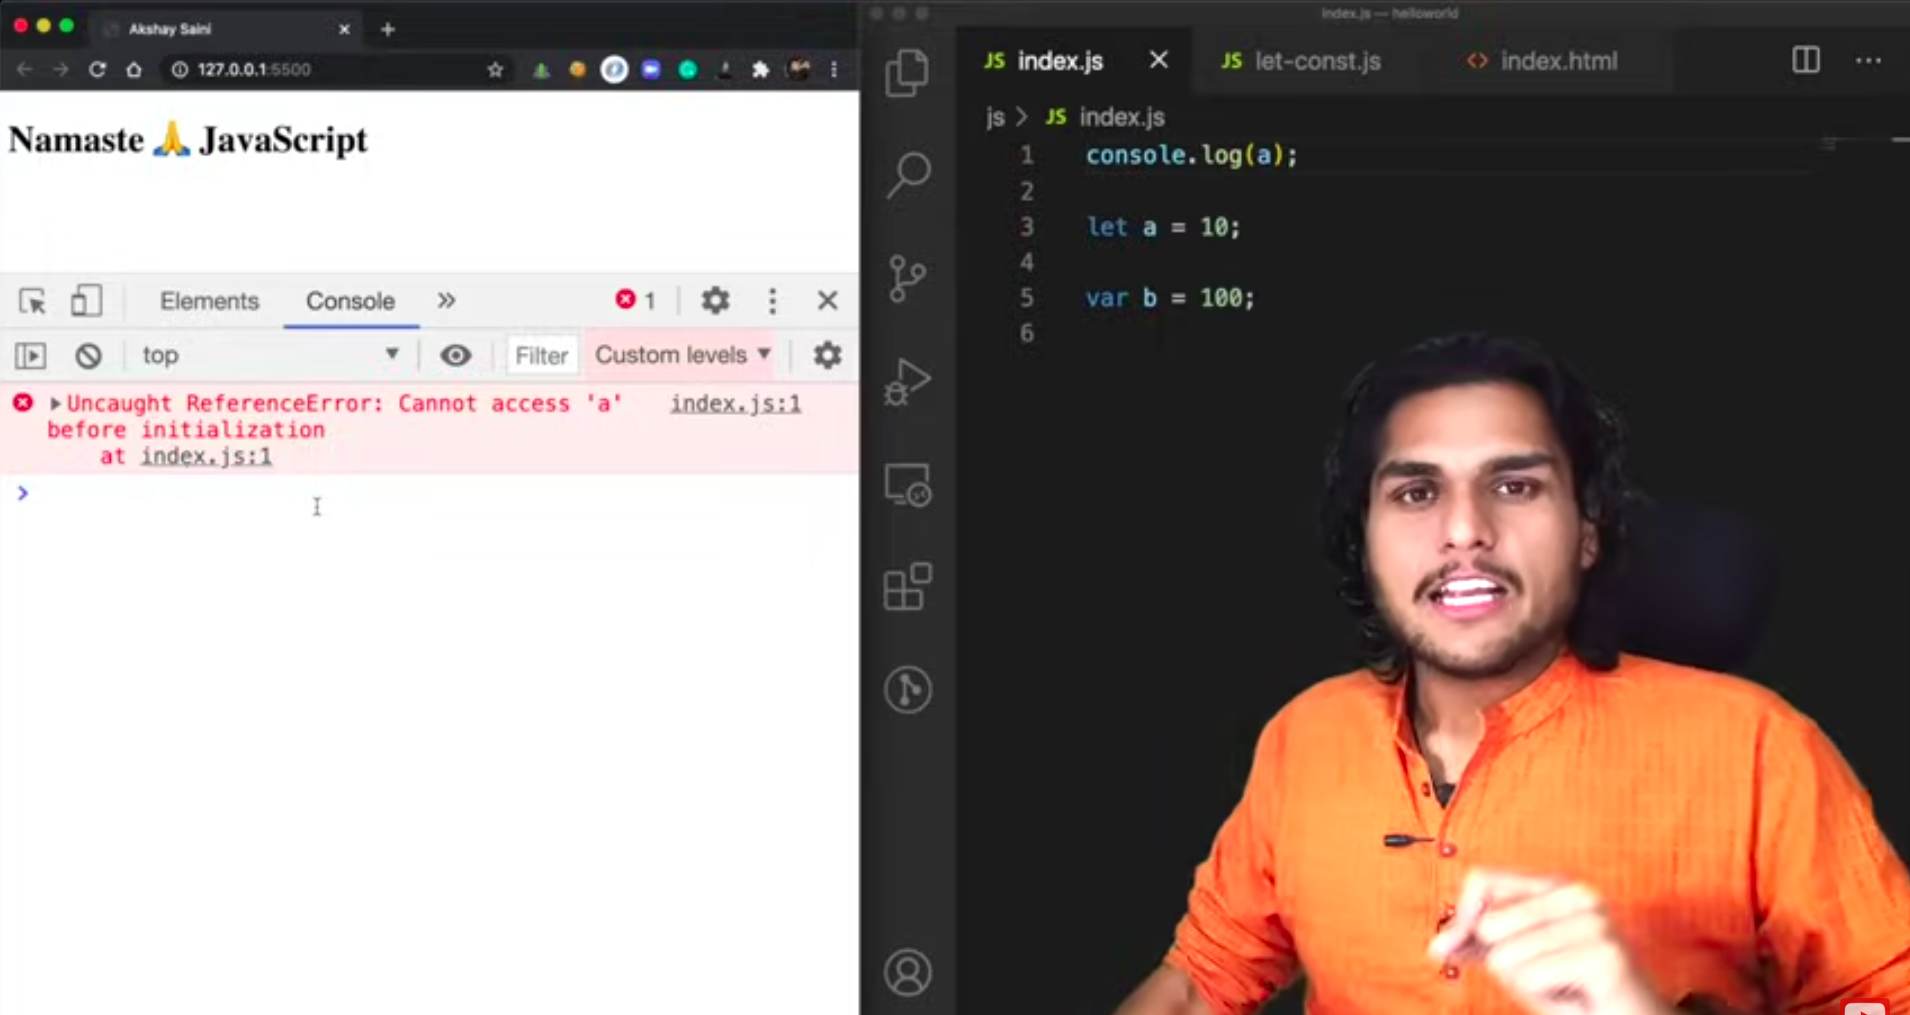 Akshay Saini
127.0.0.1:5500
Namaste 🙏 JavaScript
Elements Console » 1
top Filter Custom levels
Uncaught ReferenceError: Cannot access 'a' index.js:1
before initialization
at index.js:1
>
index.js — helloworld
JS index.js JS let-const.js <> index.html
js > JS index.js
1 console.log(a);
2
3 let a = 10;
4
5 var b = 100;
6